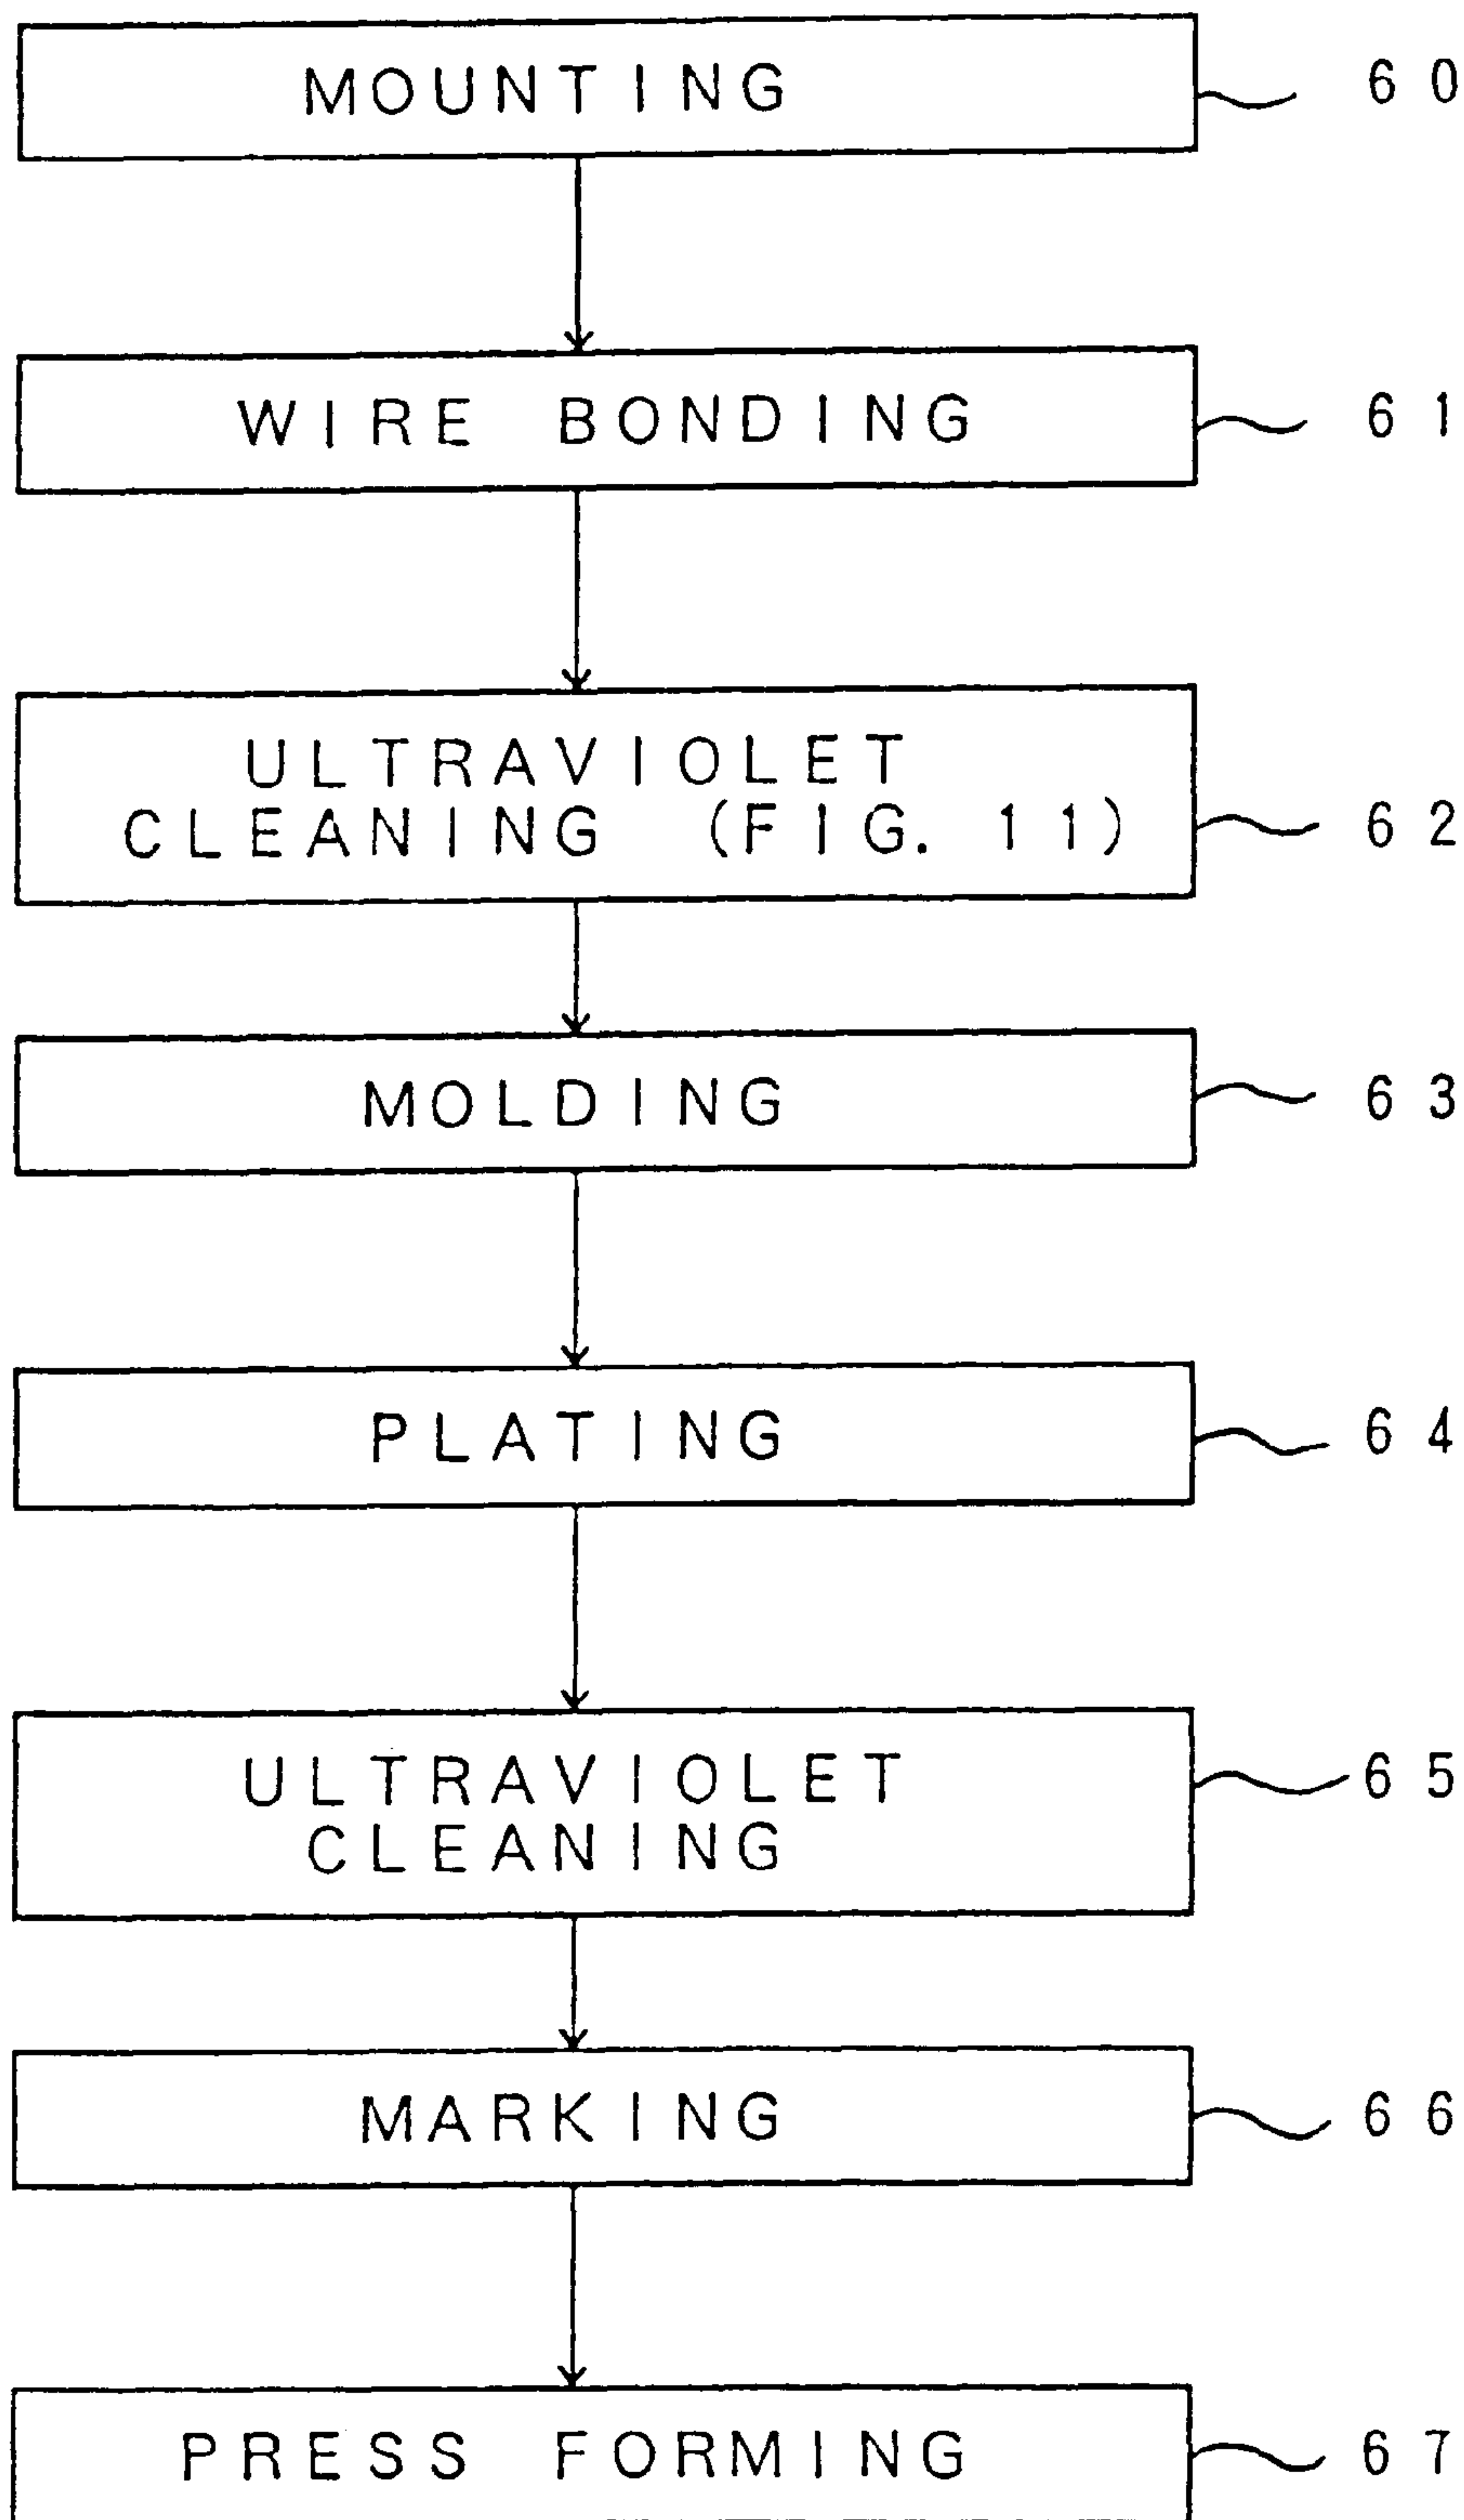 MOUNTING 60
WIRE BONDING 61
ULTRAVIOLET
CLEANING (FIG. 11) 62
MOLDING 63
PLATING 64
ULTRAVIOLET 65
CLEANING
MARKING 66
PRESS FORMING 67